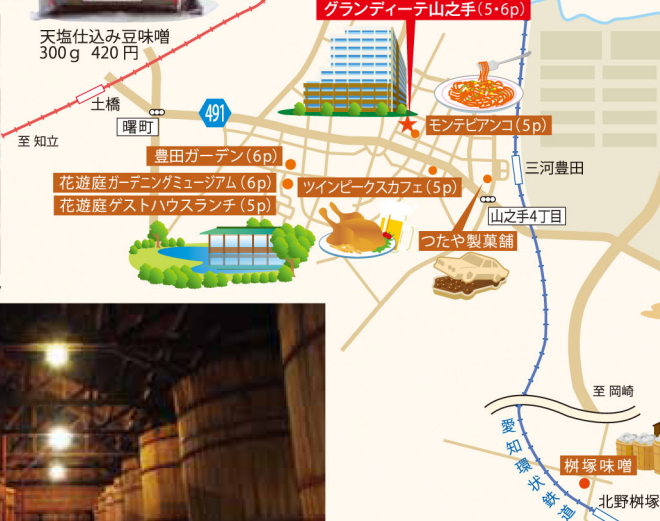 グランディーテ山之手（5・6p）
天塩仕込み豆味噌
300g 420円
土橋
至 知立
曙町
491
モンテビアンコ（5p）
豊田ガーデン（6p）
花遊庭ガーデニングミュージアム（6p）
花遊庭ゲストハウスランチ（5p）
ツインピークスカフェ（5p）
三河豊田
山之手4丁目
つたや製菓舗
至 岡崎
愛知環状鉄道
桝塚味噌
北野桝塚